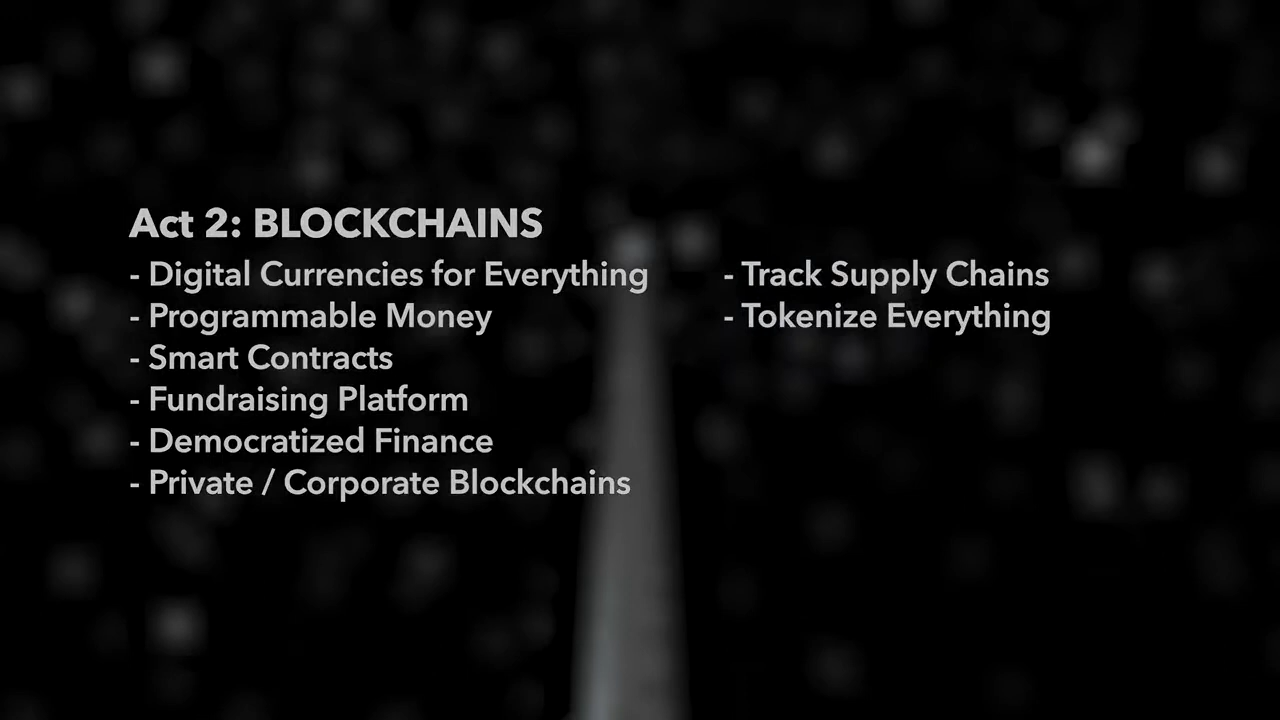 Act 2: BLOCKCHAINS
- Digital Currencies for Everything
- Programmable Money
- Smart Contracts
- Fundraising Platform
- Democratized Finance
- Private / Corporate Blockchains
- Track Supply Chains
- Tokenize Everything